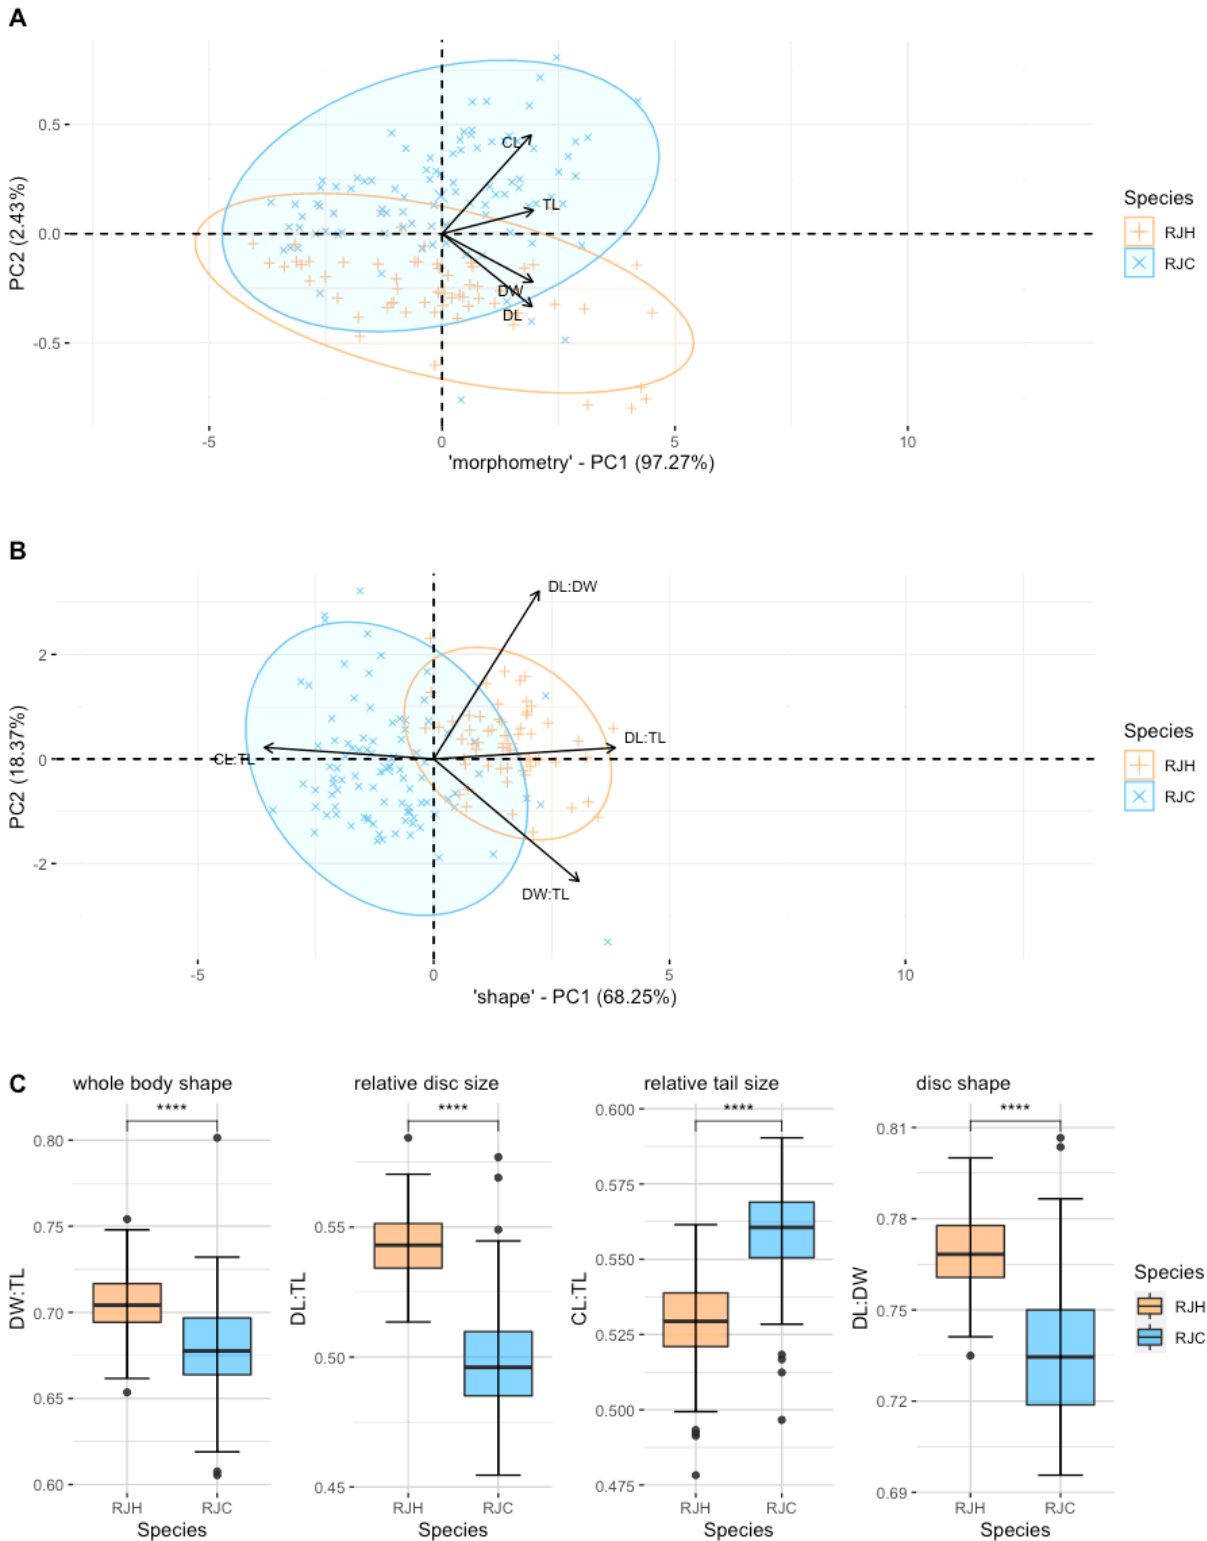 A
PC2 (2.43%)
0.5
0.0
-0.5
CL
TL
DW
DL
-5
0
5
10
'morphometry' - PC1 (97.27%)
Species
RJH
RJC
B
PC2 (18.37%)
2
0
-2
DL:DW
DL:TL
CL:TL
DW:TL
-5
0
5
10
'shape' - PC1 (68.25%)
Species
RJH
RJC
C
whole body shape
****
DW:TL
0.80
0.75
0.70
0.65
0.60
RJH
RJC
Species
relative disc size
****
DL:TL
0.55
0.50
0.45
RJH
RJC
Species
relative tail size
****
CL:TL
0.600
0.575
0.550
0.525
0.500
0.475
RJH
RJC
Species
disc shape
****
DL:DW
0.81
0.78
0.75
0.72
0.69
RJH
RJC
Species
Species
RJH
RJC